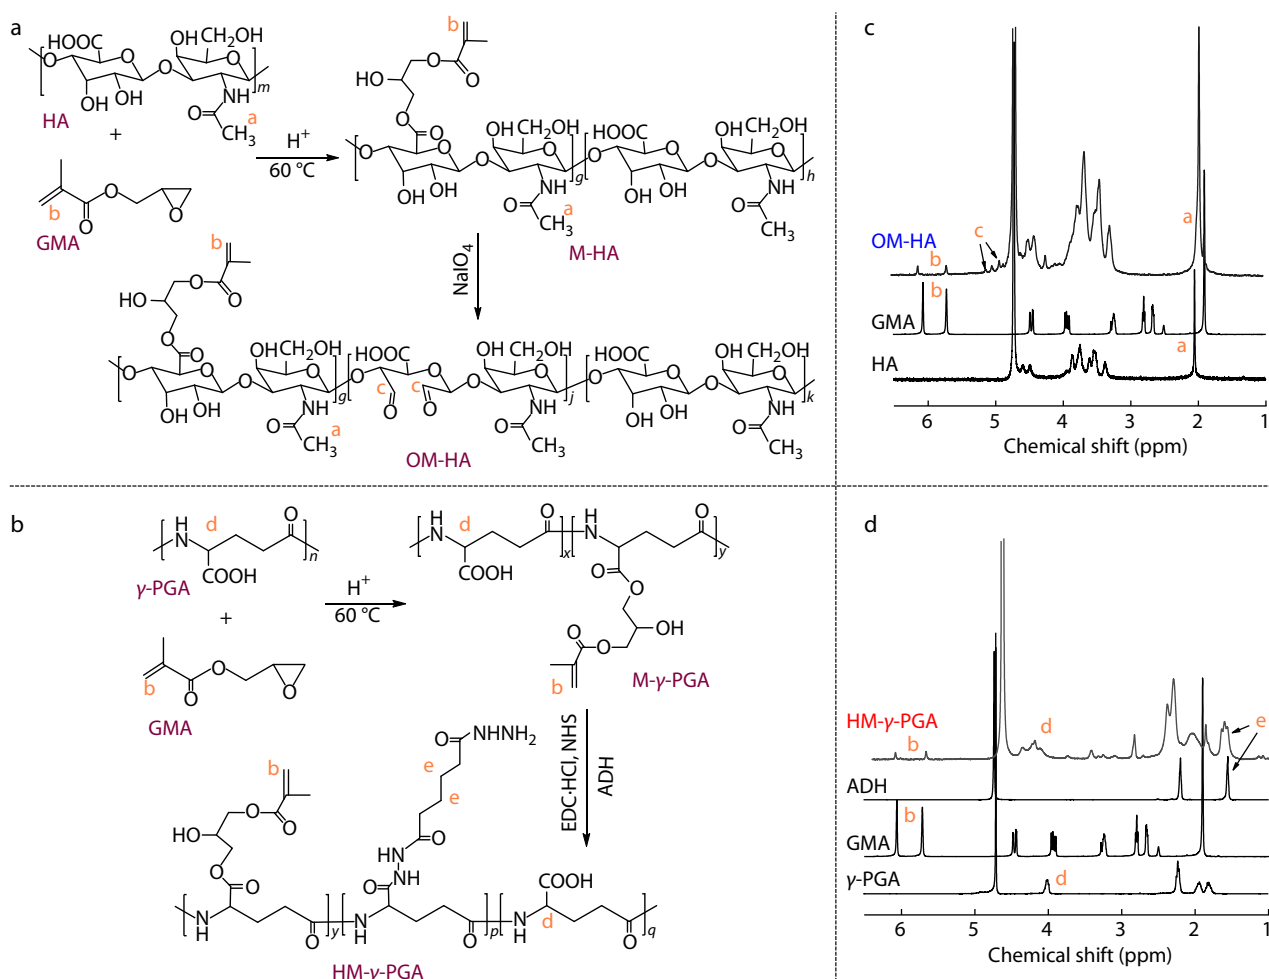 a
HOOC
OH
CH₂OH
O
O
O
O
OH
OH
NH
m
HA
O
a
CH₃
+
b
O
O
O
GMA
H⁺
60 °C
b
HO
O
O
O
O
OH
CH₂OH
HOOC
OH
CH₂OH
O
O
O
O
O
O
O
O
OH
OH
NH
g
OH
OH
NH
h
O
a
CH₃
O
CH₃
M-HA
NaIO₄
b
HO
O
O
O
O
OH
CH₂OH
HOOC
OH
CH₂OH
HOOC
OH
CH₂OH
O
O
O
O
O
O
O
O
O
O
O
O
OH
OH
NH
g
c
O
c
O
NH
j
OH
OH
NH
k
O
a
CH₃
O
CH₃
O
CH₃
OM-HA
b
H
N
d
O
n
COOH
γ-PGA
+
b
O
O
O
GMA
H⁺
60 °C
H
N
d
O
x
COOH
H
N
O
y
O
O
OH
O
O
b
M-γ-PGA
EDC·HCl, NHS
ADH
O
NHNH₂
e
e
O
HN
HN
O
b
HO
O
O
O
O
COOH
d
N
H
O
y
N
H
O
p
N
H
O
q
HM-γ-PGA
c
a
c
OM-HA
b
b
GMA
a
HA
6
5
4
3
2
1
Chemical shift (ppm)
d
HM-γ-PGA
d
e
b
ADH
b
GMA
γ-PGA
d
6
5
4
3
2
1
Chemical shift (ppm)